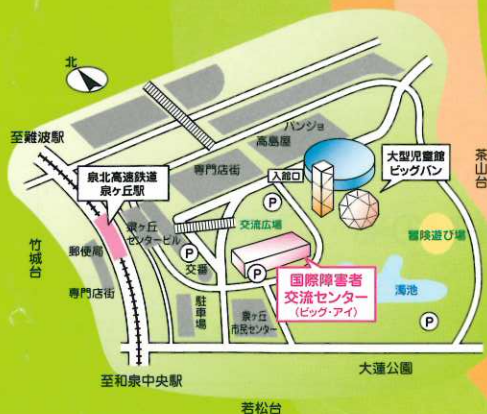 北
至難波駅
パンジョ
高島屋
専門店街
入館口
大型児童館
ビッグバン
茶山台
泉北高速鉄道
泉ヶ丘駅
P
泉ヶ丘
センタービル
交流広場
冒険遊び場
竹城台
郵便局
P
交番
P
国際障害者
交流センター
(ビッグ・アイ)
濁池
専門店街
駐車場
泉ヶ丘
市民センター
P
至和泉中央駅
大蓮公園
若松台